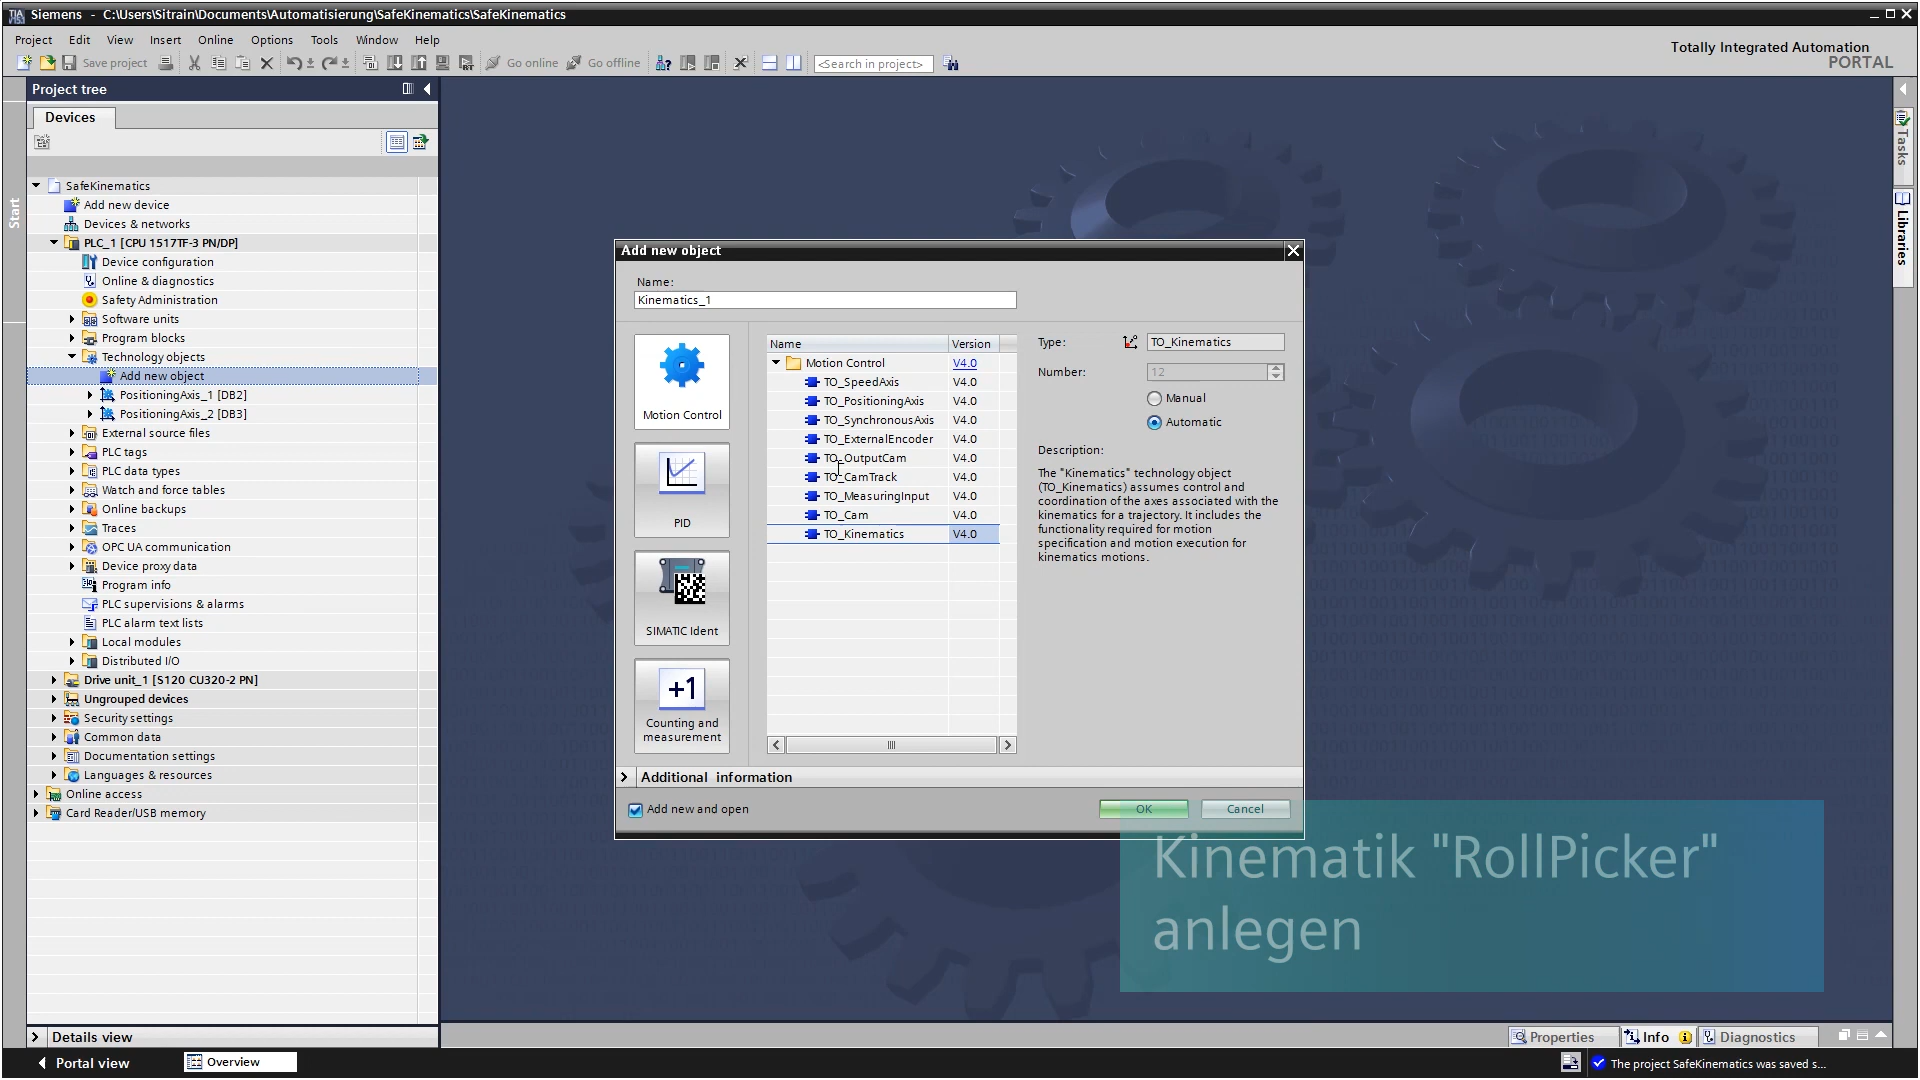 Siemens - C:\Users\Sitrain\Documents\Automatisierung\SafeKinematics\SafeKinematics
Project Edit View Insert Online Options Tools Window Help
Totally Integrated Automation
PORTAL
Save project
Go online
Go offline
<Search in project>
Project tree
Devices
Start
SafeKinematics
Add new device
Devices & networks
PLC_1 [CPU 1517TF-3 PN/DP]
Device configuration
Online & diagnostics
Safety Administration
Software units
Program blocks
Technology objects
Add new object
PositioningAxis_1 [DB2]
PositioningAxis_2 [DB3]
External source files
PLC tags
PLC data types
Watch and force tables
Online backups
Traces
OPC UA communication
Device proxy data
Program info
PLC supervisions & alarms
PLC alarm text lists
Local modules
Distributed I/O
Drive unit_1 [S120 CU320-2 PN]
Ungrouped devices
Security settings
Common data
Documentation settings
Languages & resources
Online access
Card Reader/USB memory
Details view
Add new object
Name:
Kinematics_1
Motion Control
PID
SIMATIC Ident
+1
Counting and
measurement
Name Version
Motion Control V4.0
TO_SpeedAxis V4.0
TO_PositioningAxis V4.0
TO_SynchronousAxis V4.0
TO_ExternalEncoder V4.0
TO_OutputCam V4.0
TO_CamTrack V4.0
TO_MeasuringInput V4.0
TO_Cam V4.0
TO_Kinematics V4.0
Type: TO_Kinematics
Number: 12
Manual
Automatic
Description:
The "Kinematics" technology object
(TO_Kinematics) assumes control and
coordination of the axes associated with the
kinematics for a trajectory. It includes the
functionality required for motion
specification and motion execution for
kinematics motions.
Additional information
Add new and open
OK
Cancel
Kinematik "RollPicker"
anlegen
Tasks
Libraries
Properties
Info
Diagnostics
Portal view
Overview
The project SafeKinematics was saved s...